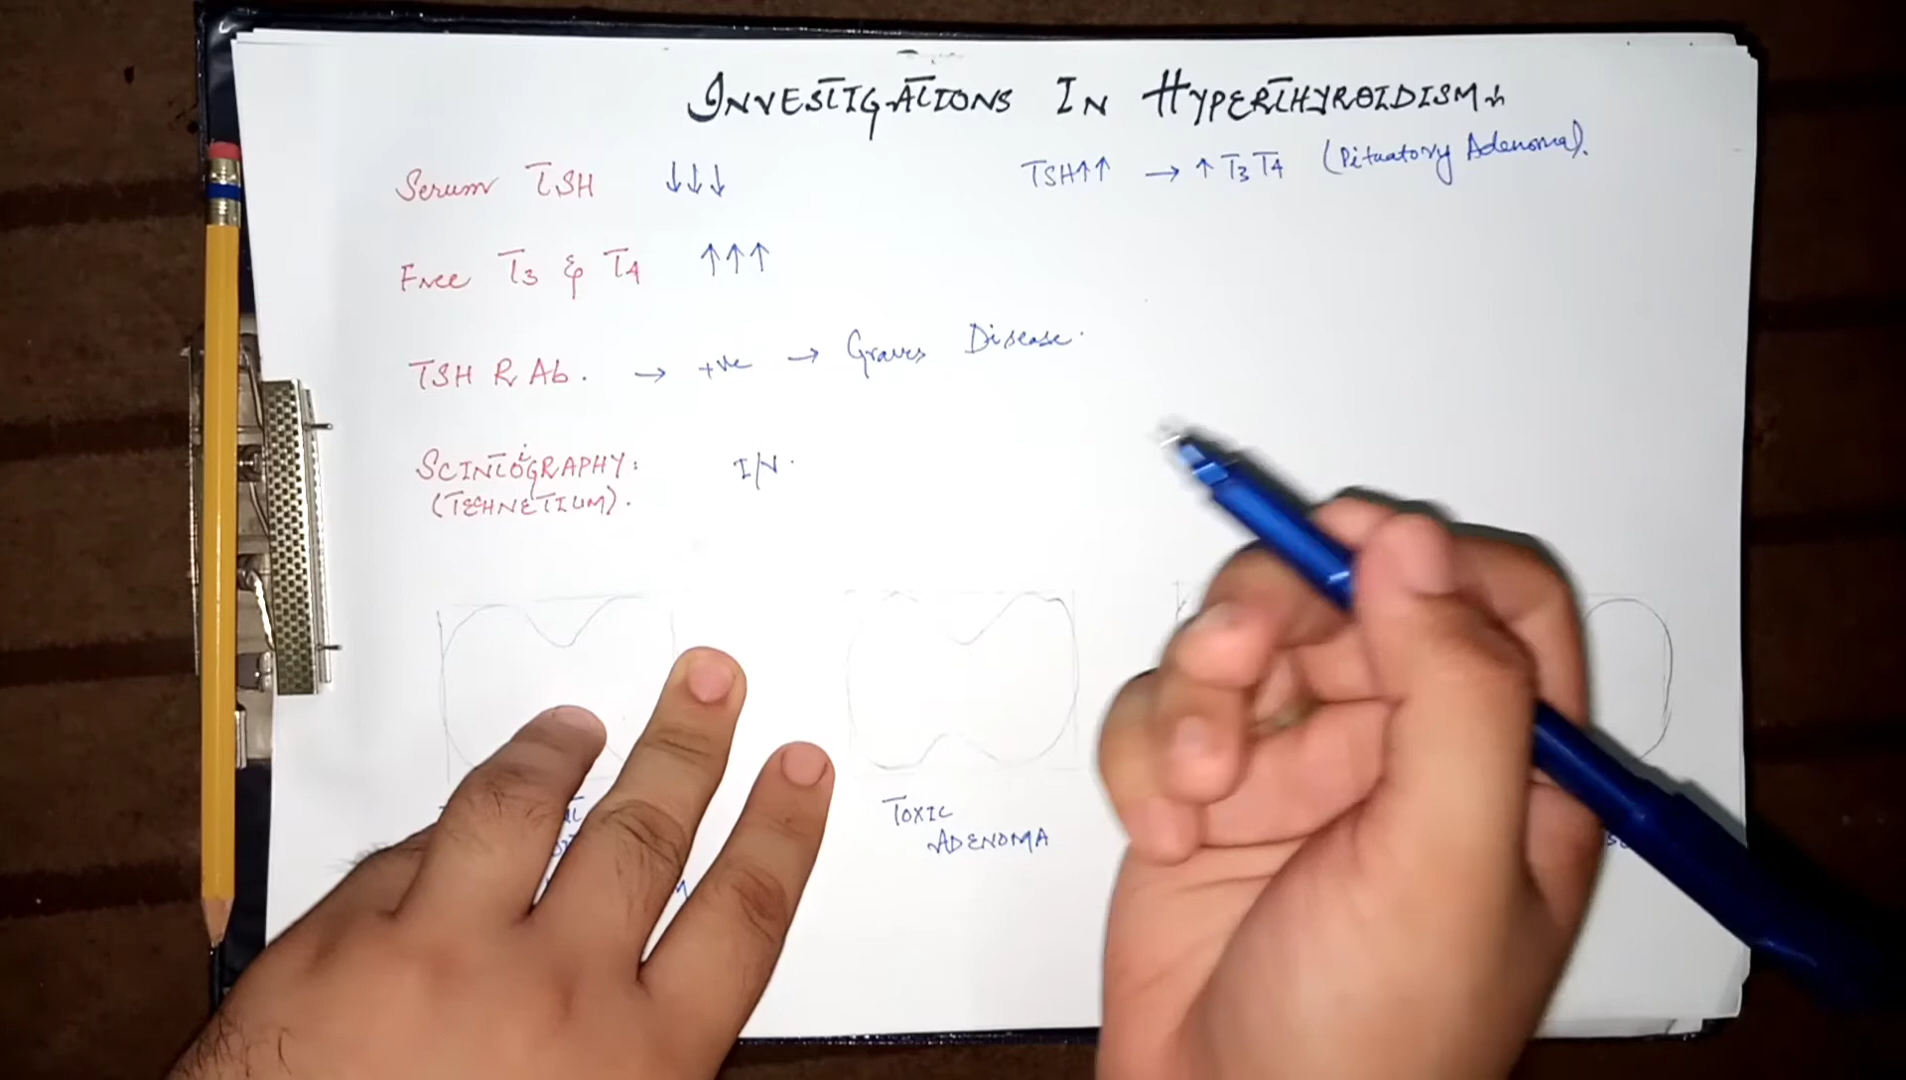 INVESTIGATIONS IN HYPERTHYROIDISM
Serum TSH ↓↓↓
TSH↑↑ → ↑ T3 T4 (Pituatory Adenoma).
Free T3 & T4 ↑↑↑
TSH R Ab. → +ve → Graves Disease.
SCINTIOGRAPHY: I/V.
(TECHNETIUM).
TOXIC
ADENOMA